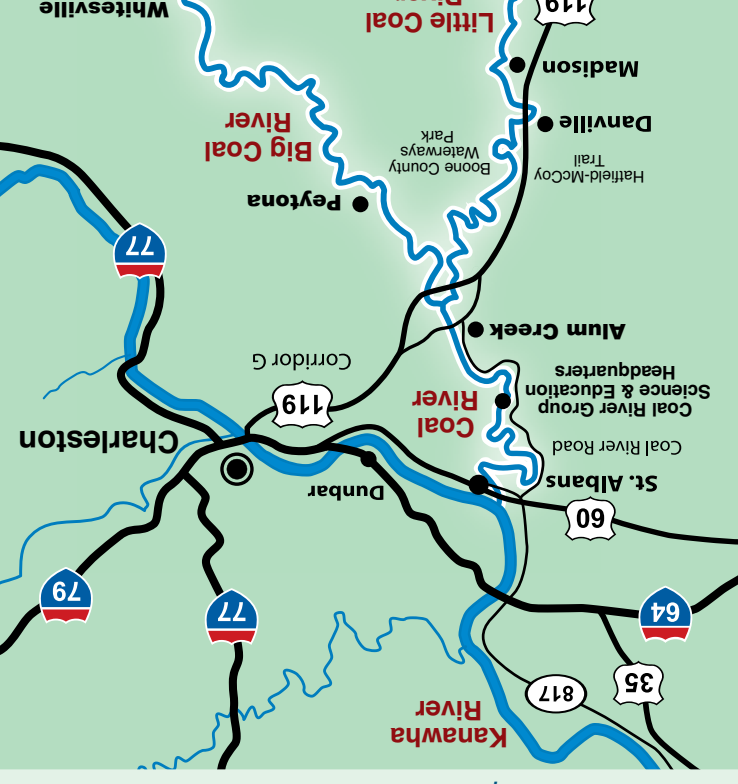 Kanawha
River
817
35
64
77
79
60
St. Albans
Dunbar
Coal River Road
Charleston
Coal
River
Coal River Group
Science & Education
Headquarters
119
Corridor G
Alum Creek
77
Peytona
Hatfield-McCoy
Trail
Boone County
Waterways
Park
Big Coal
River
Danville
Madison
Little Coal
River
119
Whitesville